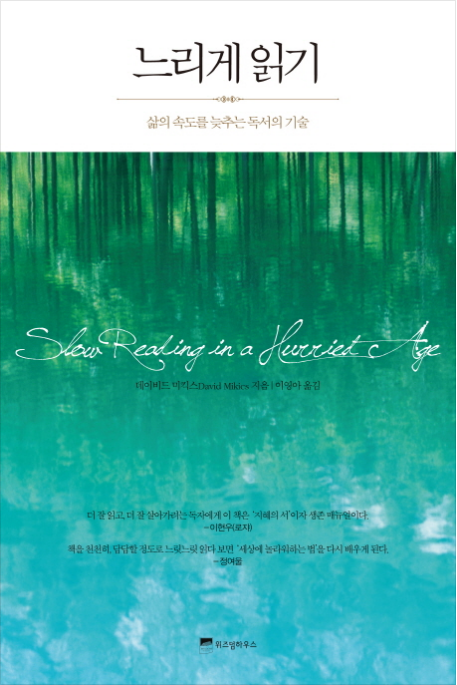 느리게 읽기
삶의 속도를 늦추는 독서의 기술
Slow Reading in a Hurried Age
데이비드 미킥스David Mikics 지음 | 이영아 옮김
더 잘 읽고, 더 잘 살아가려는 독자에게 이 책은 ‘지혜의 서’이자 생존 매뉴얼이다.
–이현우(로쟈)
책을 천천히, 답답할 정도로 느릿느릿 읽다 보면 ‘세상에 놀라워하는 법’을 다시 배우게 된다.
–정여울
위즈덤하우스